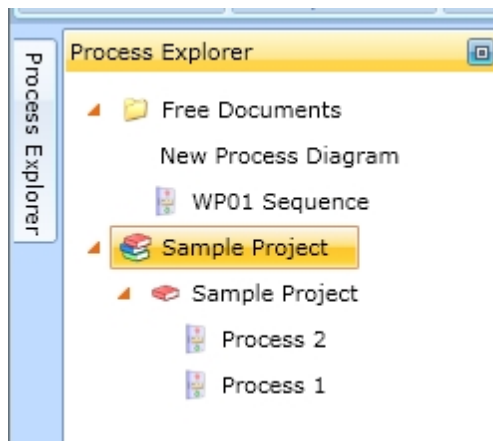 Process Explorer
Process Explorer
Free Documents
New Process Diagram
WP01 Sequence
Sample Project
Sample Project
Process 2
Process 1